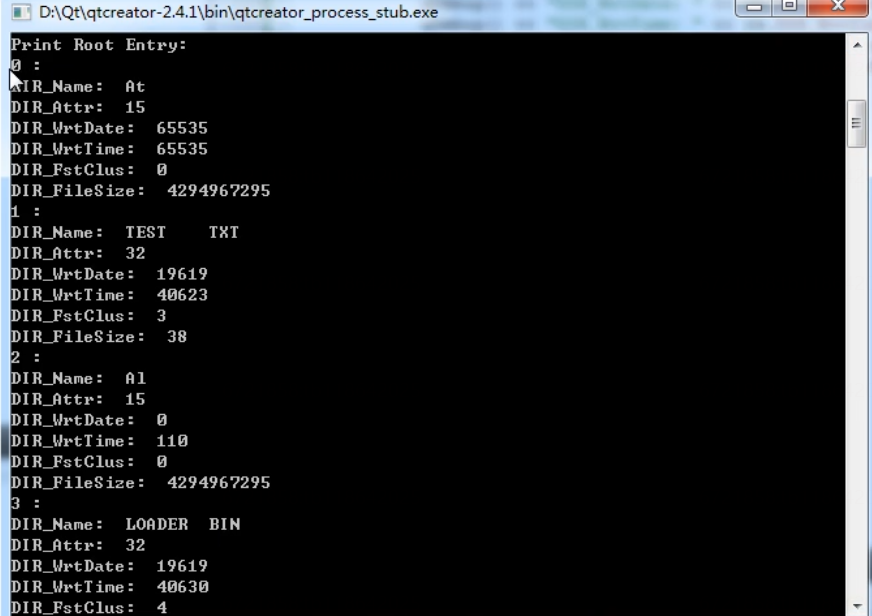 D:\Qt\qtcreator-2.4.1\bin\qtcreator_process_stub.exe
Print Root Entry:
0 :
DIR_Name:  At
DIR_Attr:  15
DIR_WrtDate:  65535
DIR_WrtTime:  65535
DIR_FstClus:  0
DIR_FileSize:  4294967295
1 :
DIR_Name:  TEST    TXT
DIR_Attr:  32
DIR_WrtDate:  19619
DIR_WrtTime:  40623
DIR_FstClus:  3
DIR_FileSize:  38
2 :
DIR_Name:  Al
DIR_Attr:  15
DIR_WrtDate:  0
DIR_WrtTime:  110
DIR_FstClus:  0
DIR_FileSize:  4294967295
3 :
DIR_Name:  LOADER  BIN
DIR_Attr:  32
DIR_WrtDate:  19619
DIR_WrtTime:  40630
DIR_FstClus:  4